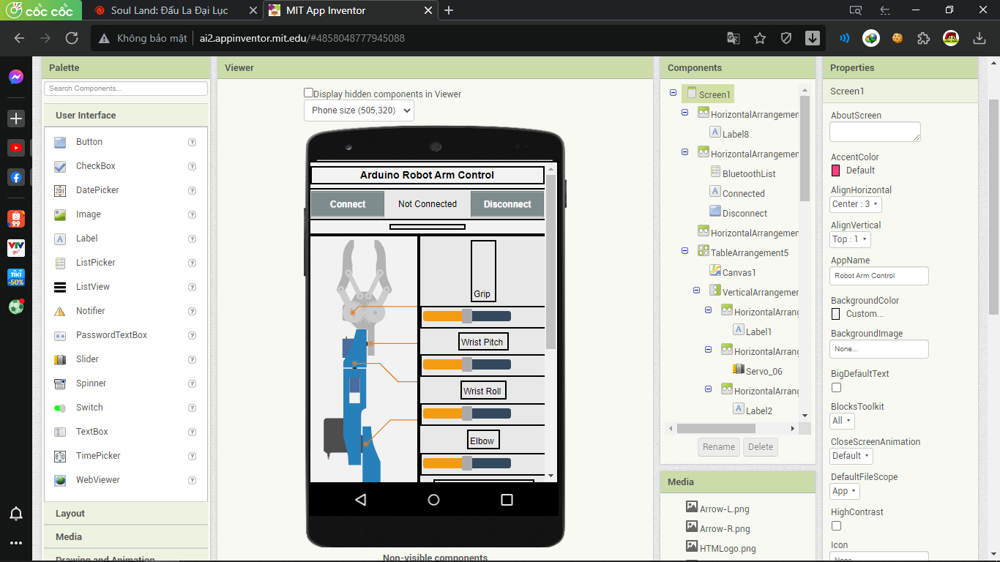 cốc cốc
Soul Land: Đấu La Đại Lục
MIT App Inventor
Không bảo mật
ai2.appinventor.mit.edu/#4858048777945088
Palette
Search Components...
User Interface
Button
CheckBox
DatePicker
Image
Label
ListPicker
ListView
Notifier
PasswordTextBox
Slider
Spinner
Switch
TextBox
TimePicker
WebViewer
Layout
Media
Drawing and Animation
Viewer
Display hidden components in Viewer
Phone size (505,320)
Arduino Robot Arm Control
Connect
Not Connected
Disconnect
Grip
Wrist Pitch
Wrist Roll
Elbow
Non-visible components
Components
Screen1
HorizontalArrangemen
Label8
HorizontalArrangemen
BluetoothList
Connected
Disconnect
HorizontalArrangemen
TableArrangement5
Canvas1
VerticalArrangemen
HorizontalArrang
Label1
HorizontalArrang
Servo_06
HorizontalArrang
Label2
Rename
Delete
Media
Arrow-L.png
Arrow-R.png
HTMLogo.png
Properties
Screen1
AboutScreen
AccentColor
Default
AlignHorizontal
Center : 3
AlignVertical
Top : 1
AppName
Robot Arm Control
BackgroundColor
Custom...
BackgroundImage
None...
BigDefaultText
BlocksToolkit
All
CloseScreenAnimation
Default
DefaultFileScope
App
HighContrast
Icon
None